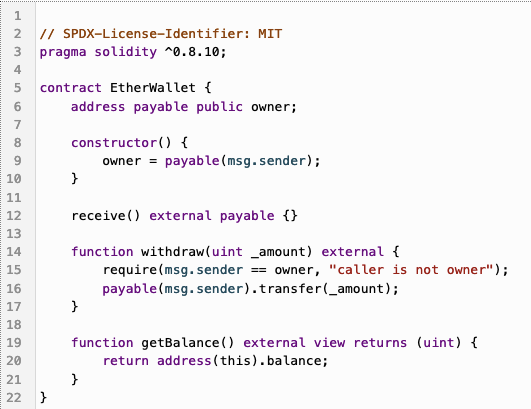 1
2 // SPDX-License-Identifier: MIT
3 pragma solidity ^0.8.10;
4
5 contract EtherWallet {
6     address payable public owner;
7
8     constructor() {
9         owner = payable(msg.sender);
10     }
11
12     receive() external payable {}
13
14     function withdraw(uint _amount) external {
15         require(msg.sender == owner, "caller is not owner");
16         payable(msg.sender).transfer(_amount);
17     }
18
19     function getBalance() external view returns (uint) {
20         return address(this).balance;
21     }
22 }